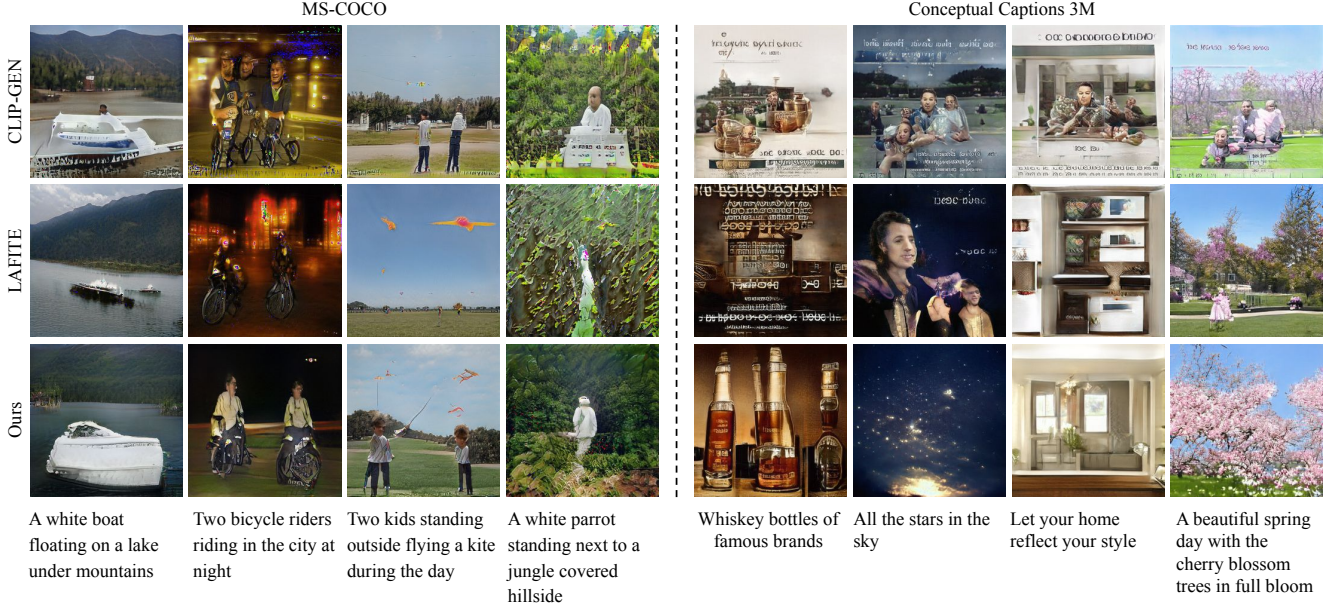 MS-COCO
Conceptual Captions 3M
CLIP-GEN
LAFITE
Ours
A white boat
floating on a lake
under mountains
Two bicycle riders
riding in the city at
night
Two kids standing
outside flying a kite
during the day
A white parrot
standing next to a
jungle covered
hillside
Whiskey bottles of
famous brands
All the stars in the
sky
Let your home
reflect your style
A beautiful spring
day with the
cherry blossom
trees in full bloom